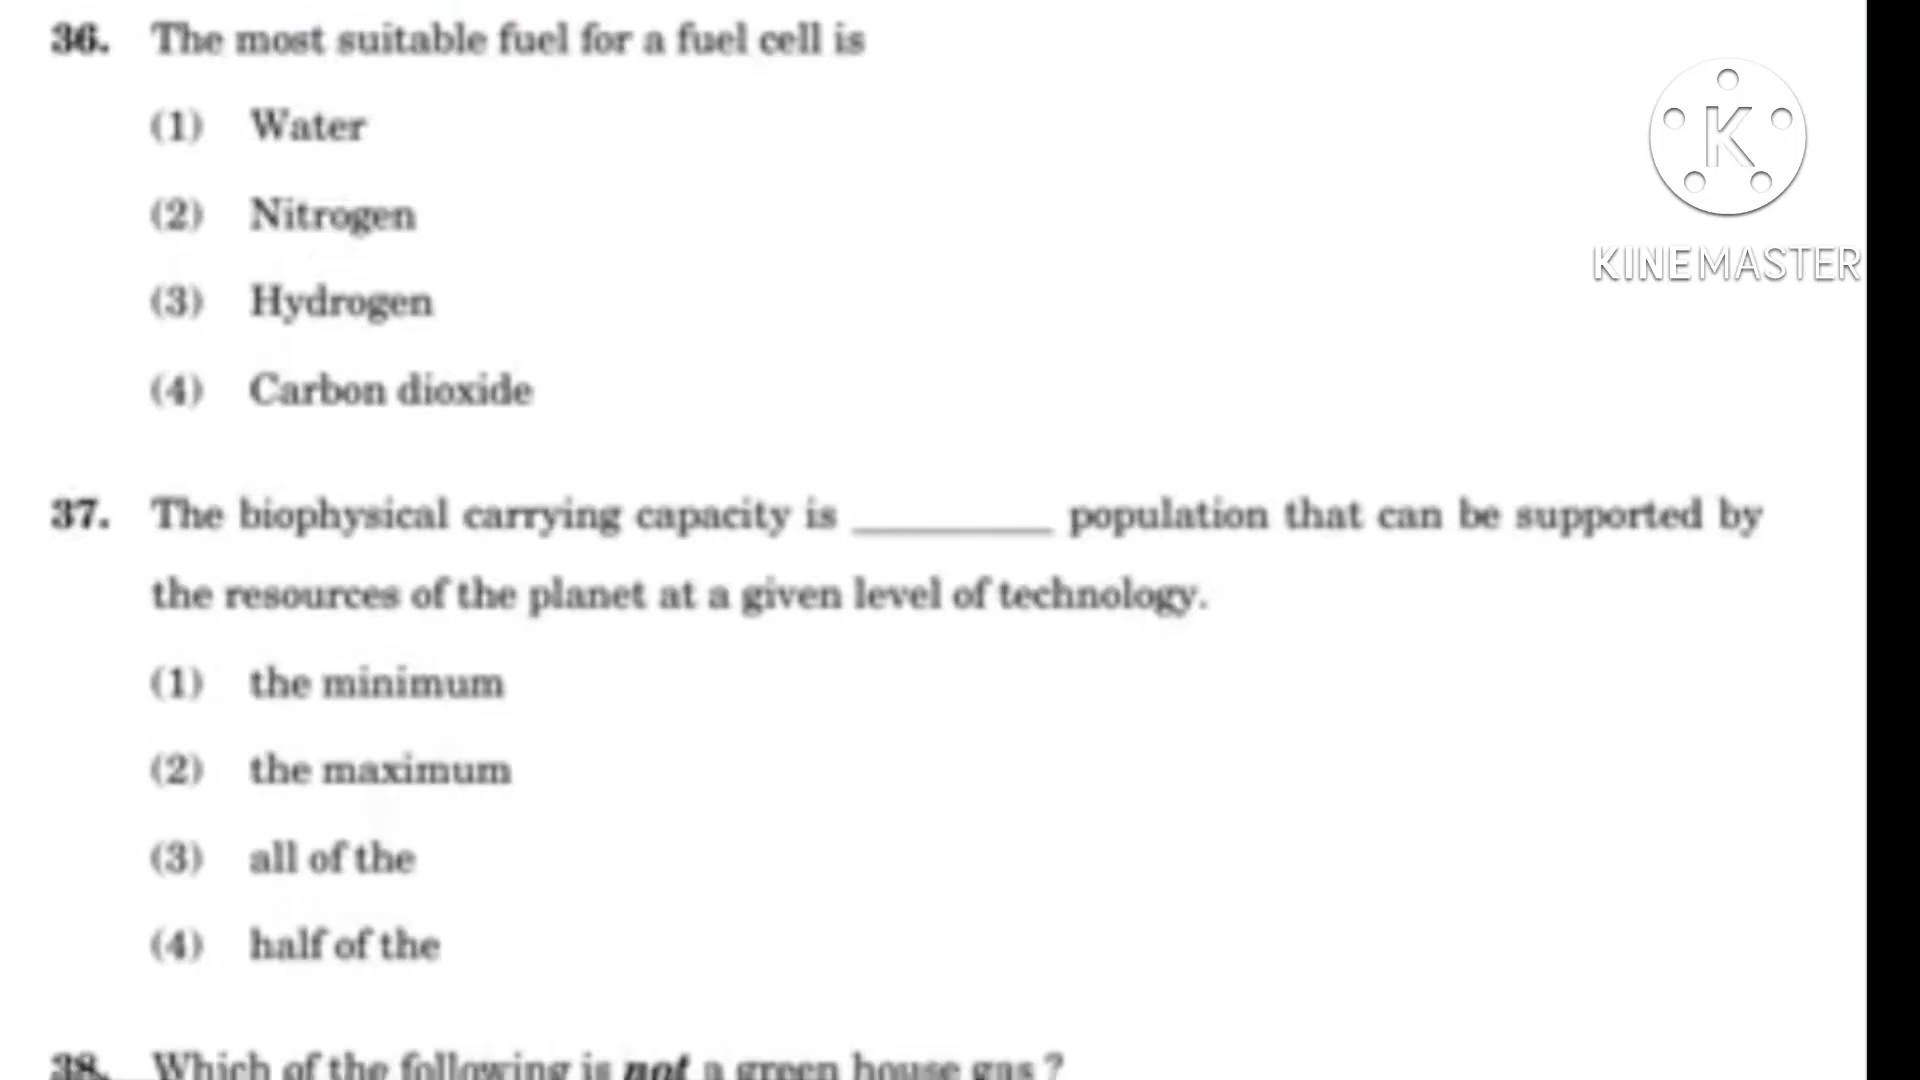 36. The most suitable fuel for a fuel cell is
(1) Water
(2) Nitrogen
(3) Hydrogen
(4) Carbon dioxide
K
KINEMASTER
37. The biophysical carrying capacity is __________ population that can be supported by
the resources of the planet at a given level of technology.
(1) the minimum
(2) the maximum
(3) all of the
(4) half of the
38. Which of the following is not a green house gas ?